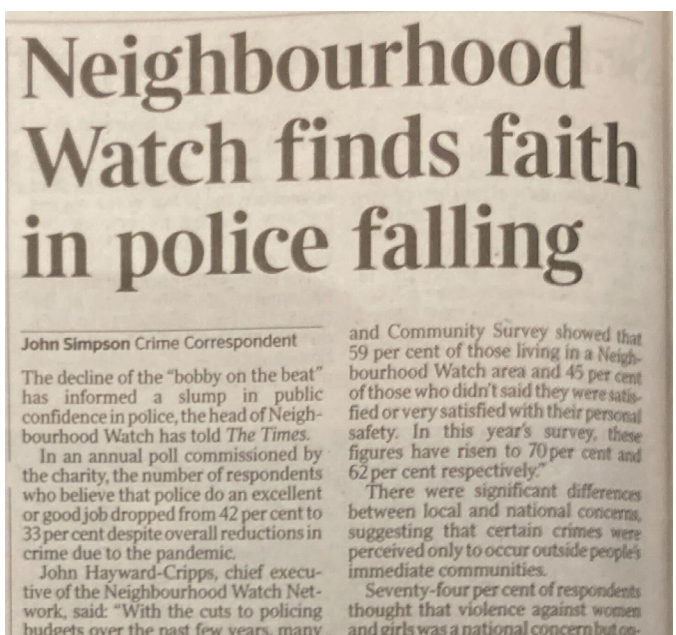 Neighbourhood
Watch finds faith
in police falling
John Simpson Crime Correspondent
The decline of the “bobby on the beat”
has informed a slump in public
confidence in police, the head of Neigh-
bourhood Watch has told The Times.
In an annual poll commissioned by
the charity, the number of respondents
who believe that police do an excellent
or good job dropped from 42 per cent to
33 per cent despite overall reductions in
crime due to the pandemic.
John Hayward-Cripps, chief execu-
tive of the Neighbourhood Watch Net-
work, said: “With the cuts to policing
budgets over the past few years, many
and Community Survey showed that
59 per cent of those living in a Neigh-
bourhood Watch area and 45 per cent
of those who didn't said they were satis-
fied or very satisfied with their personal
safety. In this year's survey, these
figures have risen to 70 per cent and
62 per cent respectively.”
There were significant differences
between local and national concerns,
suggesting that certain crimes were
perceived only to occur outside people's
immediate communities.
Seventy-four per cent of respondents
thought that violence against women
and girls was a national concern but on-